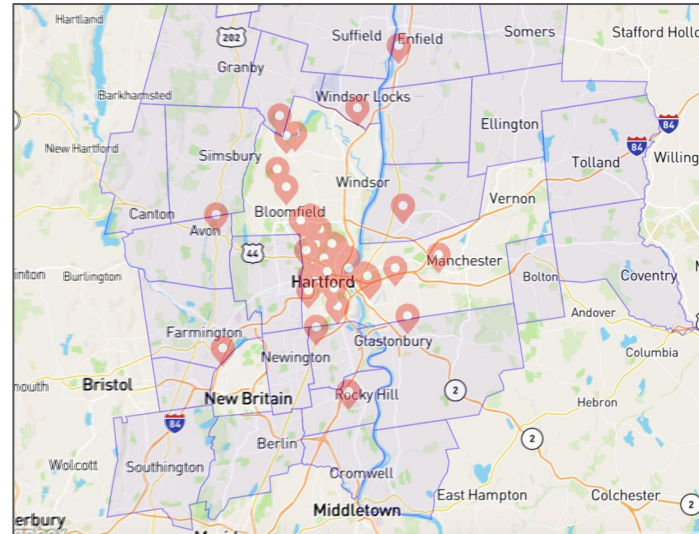 Hartland
Suffield
Enfield
Somers
Stafford Hollo
202
Granby
Barkhamsted
Windsor Locks
Ellington
84
New Hartford
Simsbury
84
Tolland
Willing
Windsor
Vernon
Canton
Bloomfield
Avon
44
Manchester
Coventry
inton
Burlington
Hartford
Bolton
Andover
Farmington
Glastonbury
Newington
Columbia
mouth
Bristol
New Britain
Rocky Hill
2
Hebron
84
Berlin
2
Wolcott
Southington
Cromwell
East Hampton
Colchester
Middletown
2
erbury